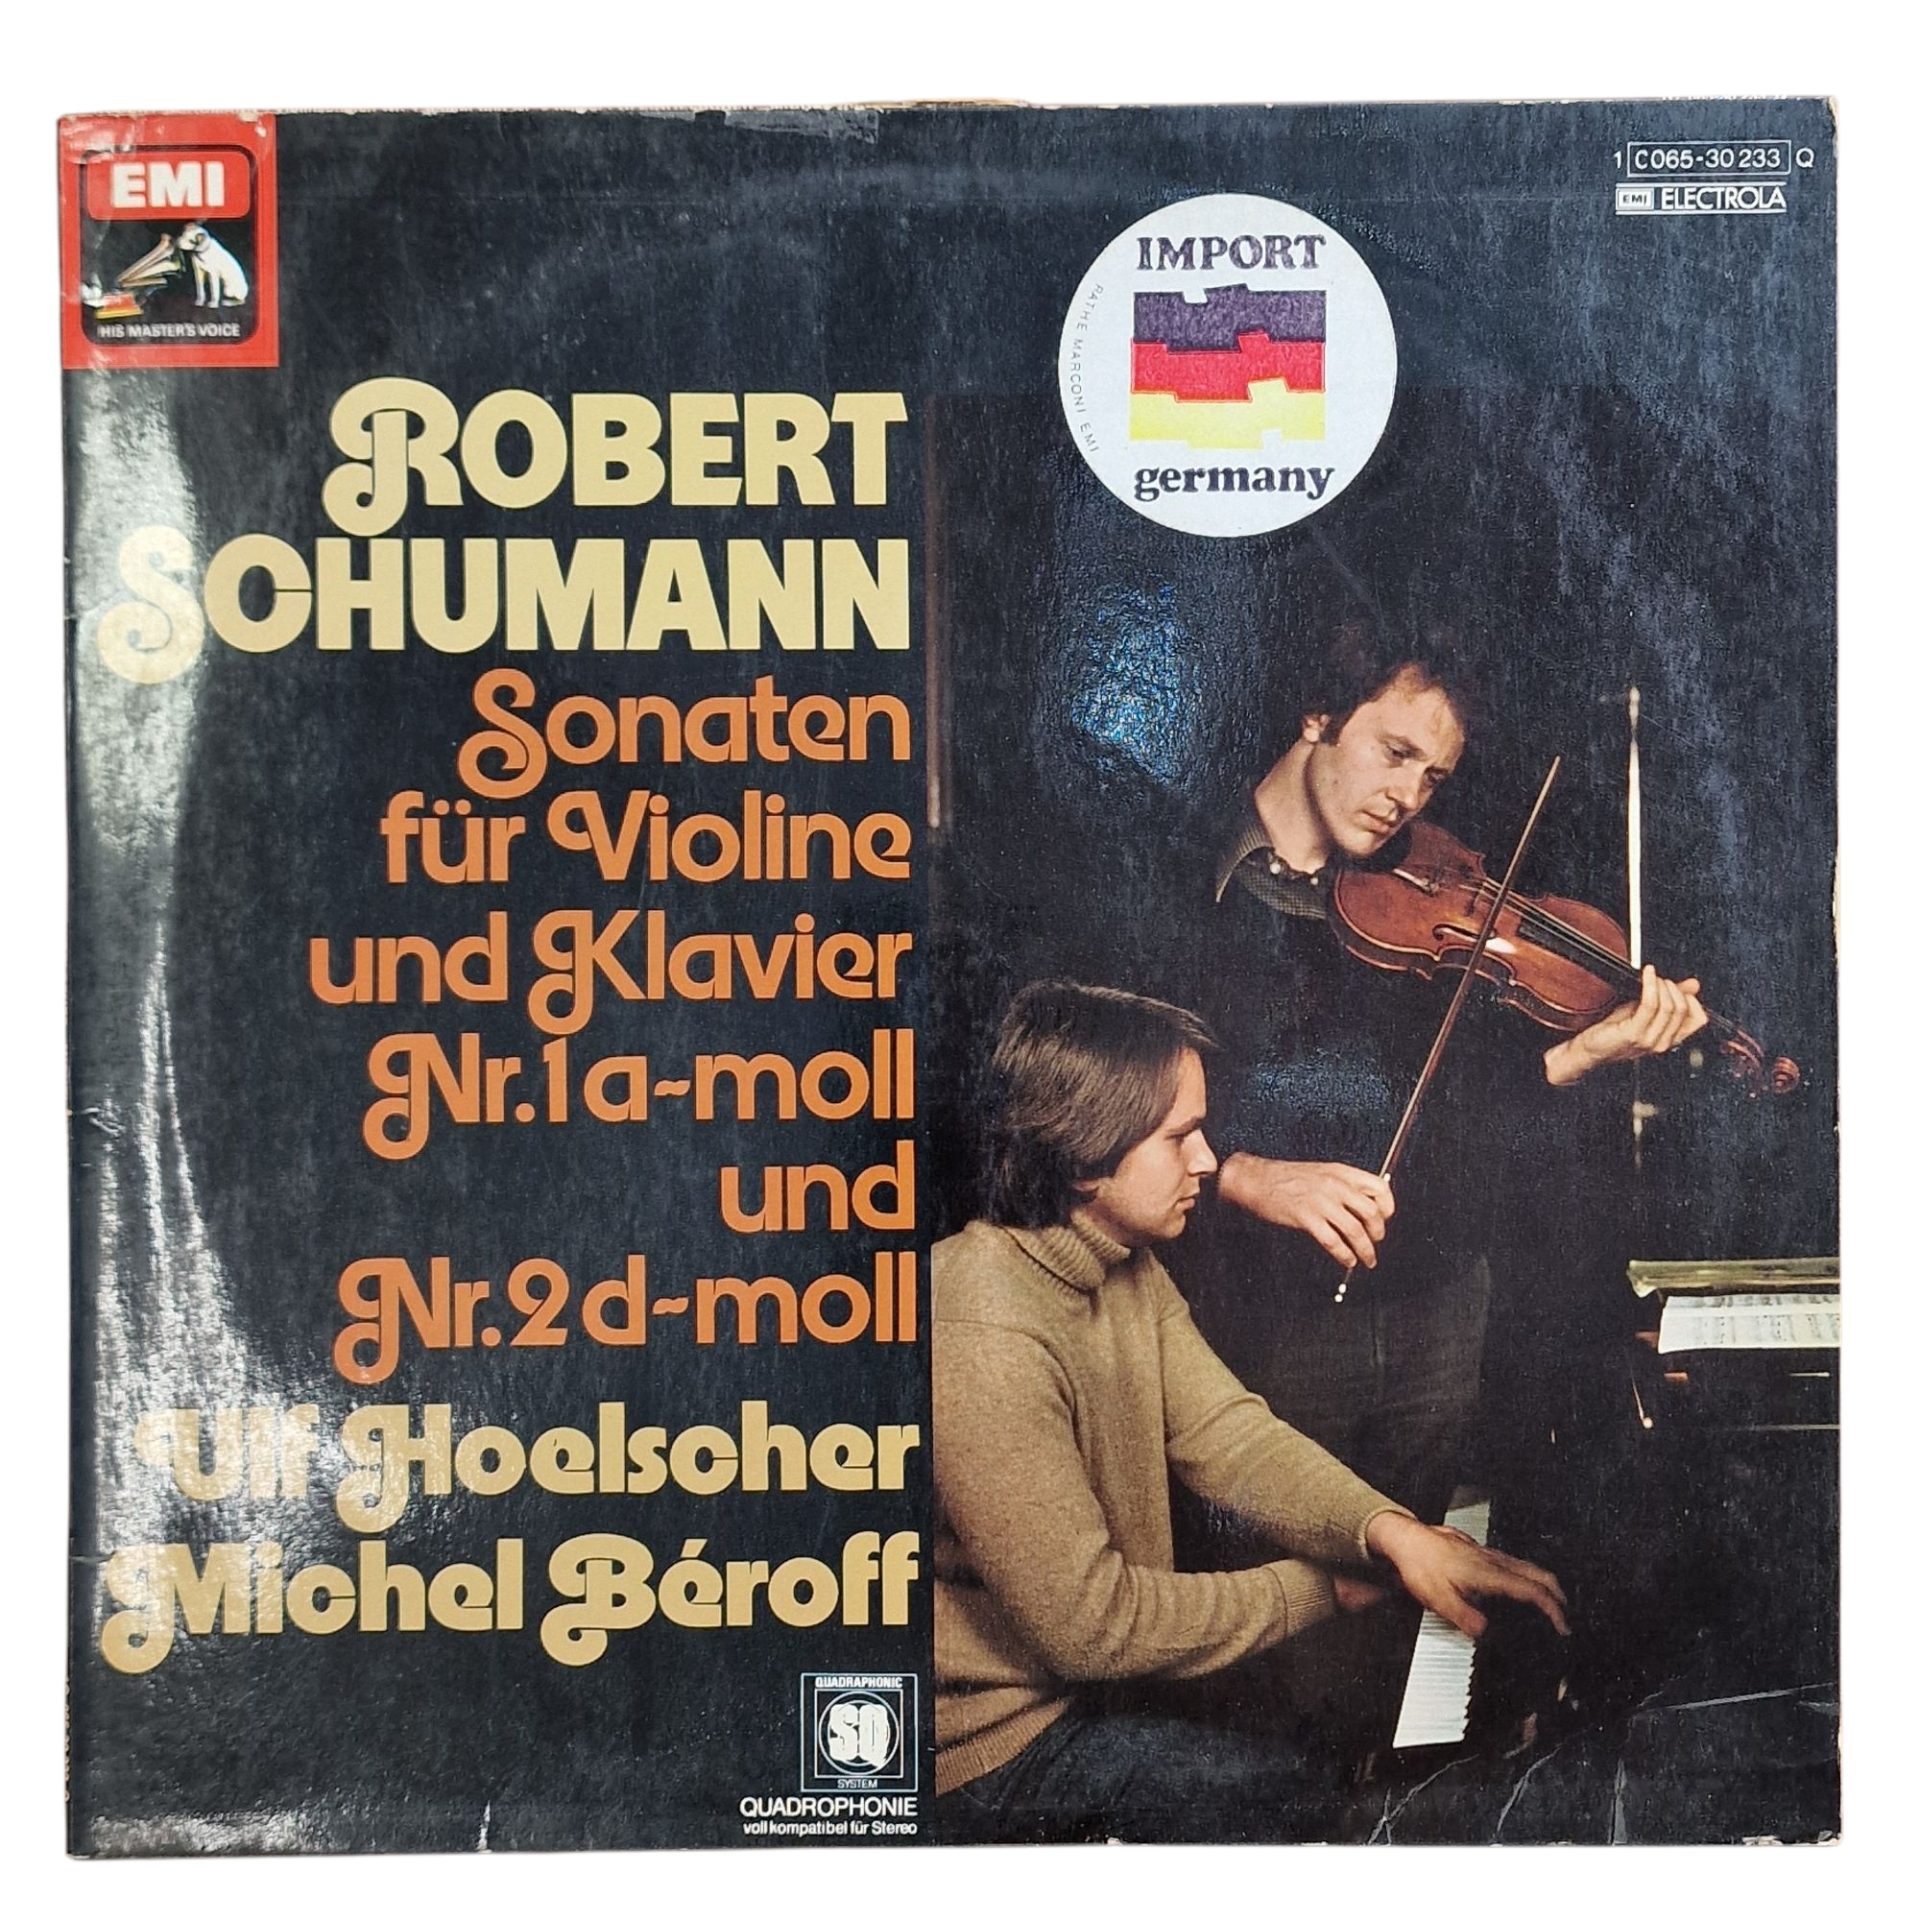 EMI
HIS MASTER'S VOICE
1 C065-30 233 Q
EMI ELECTROLA
IMPORT
PATHE MARCONI EMI
germany
ROBERT
SCHUMANN
Sonaten
für Violine
und Klavier
Nr.1 a-moll
und
Nr.2 d-moll
Ulf Hoelscher
Michel Béroff
QUADRAPHONIC
SQ
SYSTEM
QUADROPHONIE
voll kompatibel für Stereo